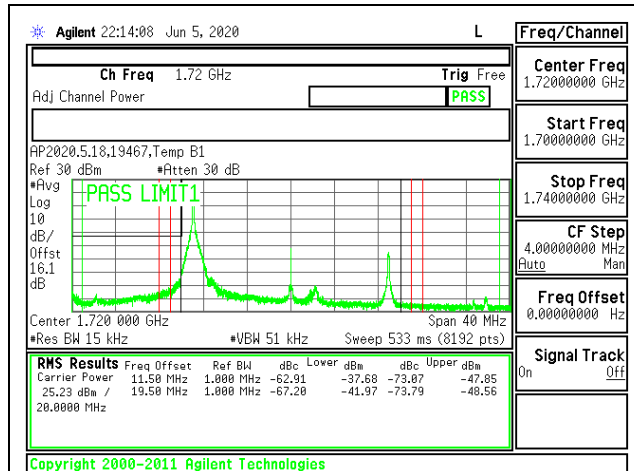 Agilent 22:14:08 Jun 5, 2020 L
Ch Freq 1.72 GHz Trig Free
Adj Channel Power PASS
AP2020.5.18,19467,Temp B1
Ref 30 dBm #Atten 30 dB
#Avg
Log
10
dB/
Offst
16.1
dB
PASS LIMIT1
Center 1.720 000 GHz Span 40 MHz
#Res BW 15 kHz #VBW 51 kHz Sweep 533 ms (8192 pts)
RMS Results Freq Offset Ref BW dBc Lower dBm dBc Upper dBm
Carrier Power 11.50 MHz 1.000 MHz -62.91 -37.68 -73.07 -47.85
25.23 dBm / 19.50 MHz 1.000 MHz -67.20 -41.97 -73.79 -48.56
20.0000 MHz
Copyright 2000-2011 Agilent Technologies
Freq/Channel
Center Freq
1.72000000 GHz
Start Freq
1.70000000 GHz
Stop Freq
1.74000000 GHz
CF Step
4.00000000 MHz
Auto Man
Freq Offset
0.00000000 Hz
Signal Track
On Off